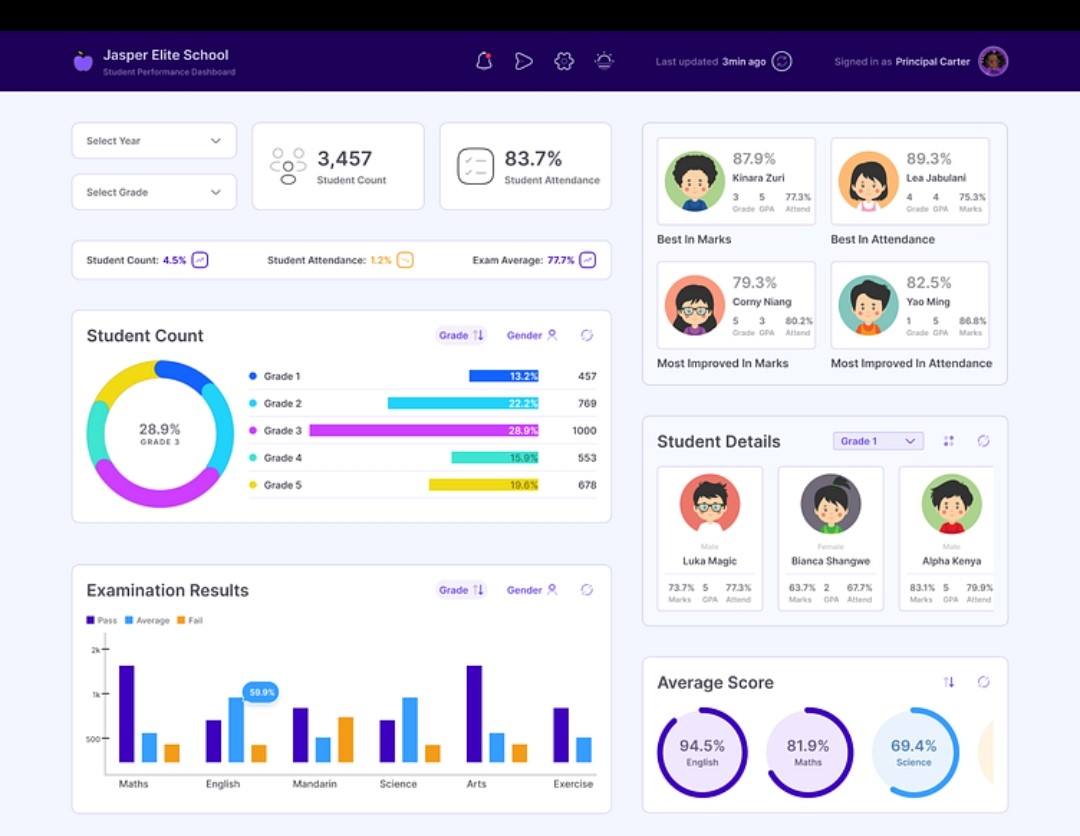 Jasper Elite School
Student Performance Dashboard
Last updated 3min ago
Signed in as Principal Carter
Select Year
Select Grade
3,457
Student Count
83.7%
Student Attendance
Student Count: 4.5%
Student Attendance: 1.2%
Exam Average: 77.7%
Student Count
Grade
Gender
28.9%
GRADE 3
Grade 1 13.2% 457
Grade 2 22.2% 769
Grade 3 28.9% 1000
Grade 4 15.9% 553
Grade 5 19.6% 678
Examination Results
Grade
Gender
Pass Average Fail
2k
1k
500
59.9%
Maths English Mandarin Science Arts Exercise
87.9%
Kinara Zuri
3 5 77.3%
Grade GPA Attend
Best In Marks
89.3%
Lea Jabulani
4 4 75.3%
Grade GPA Marks
Best In Attendance
79.3%
Corny Niang
5 3 80.2%
Grade GPA Attend
Most Improved In Marks
82.5%
Yao Ming
1 5 86.8%
Grade GPA Marks
Most Improved In Attendance
Student Details
Grade 1
Male
Luka Magic
73.7% 5 77.3%
Marks GPA Attend
Female
Bianca Shangwe
63.7% 2 67.7%
Marks GPA Attend
Male
Alpha Kenya
83.1% 5 79.9%
Marks GPA Attend
Average Score
94.5%
English
81.9%
Maths
69.4%
Science